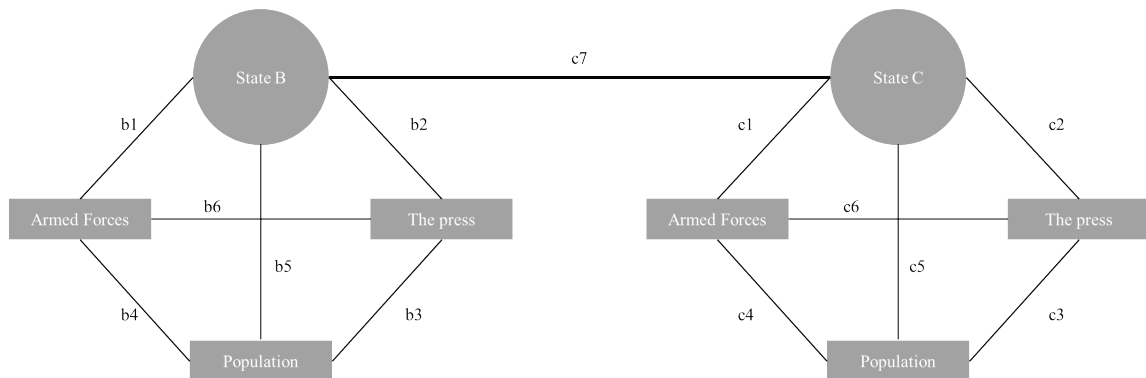 c7
State B
State C
b1
b2
c1
c2
Armed Forces
b6
The press
Armed Forces
c6
The press
b5
c5
b4
b3
c4
c3
Population
Population